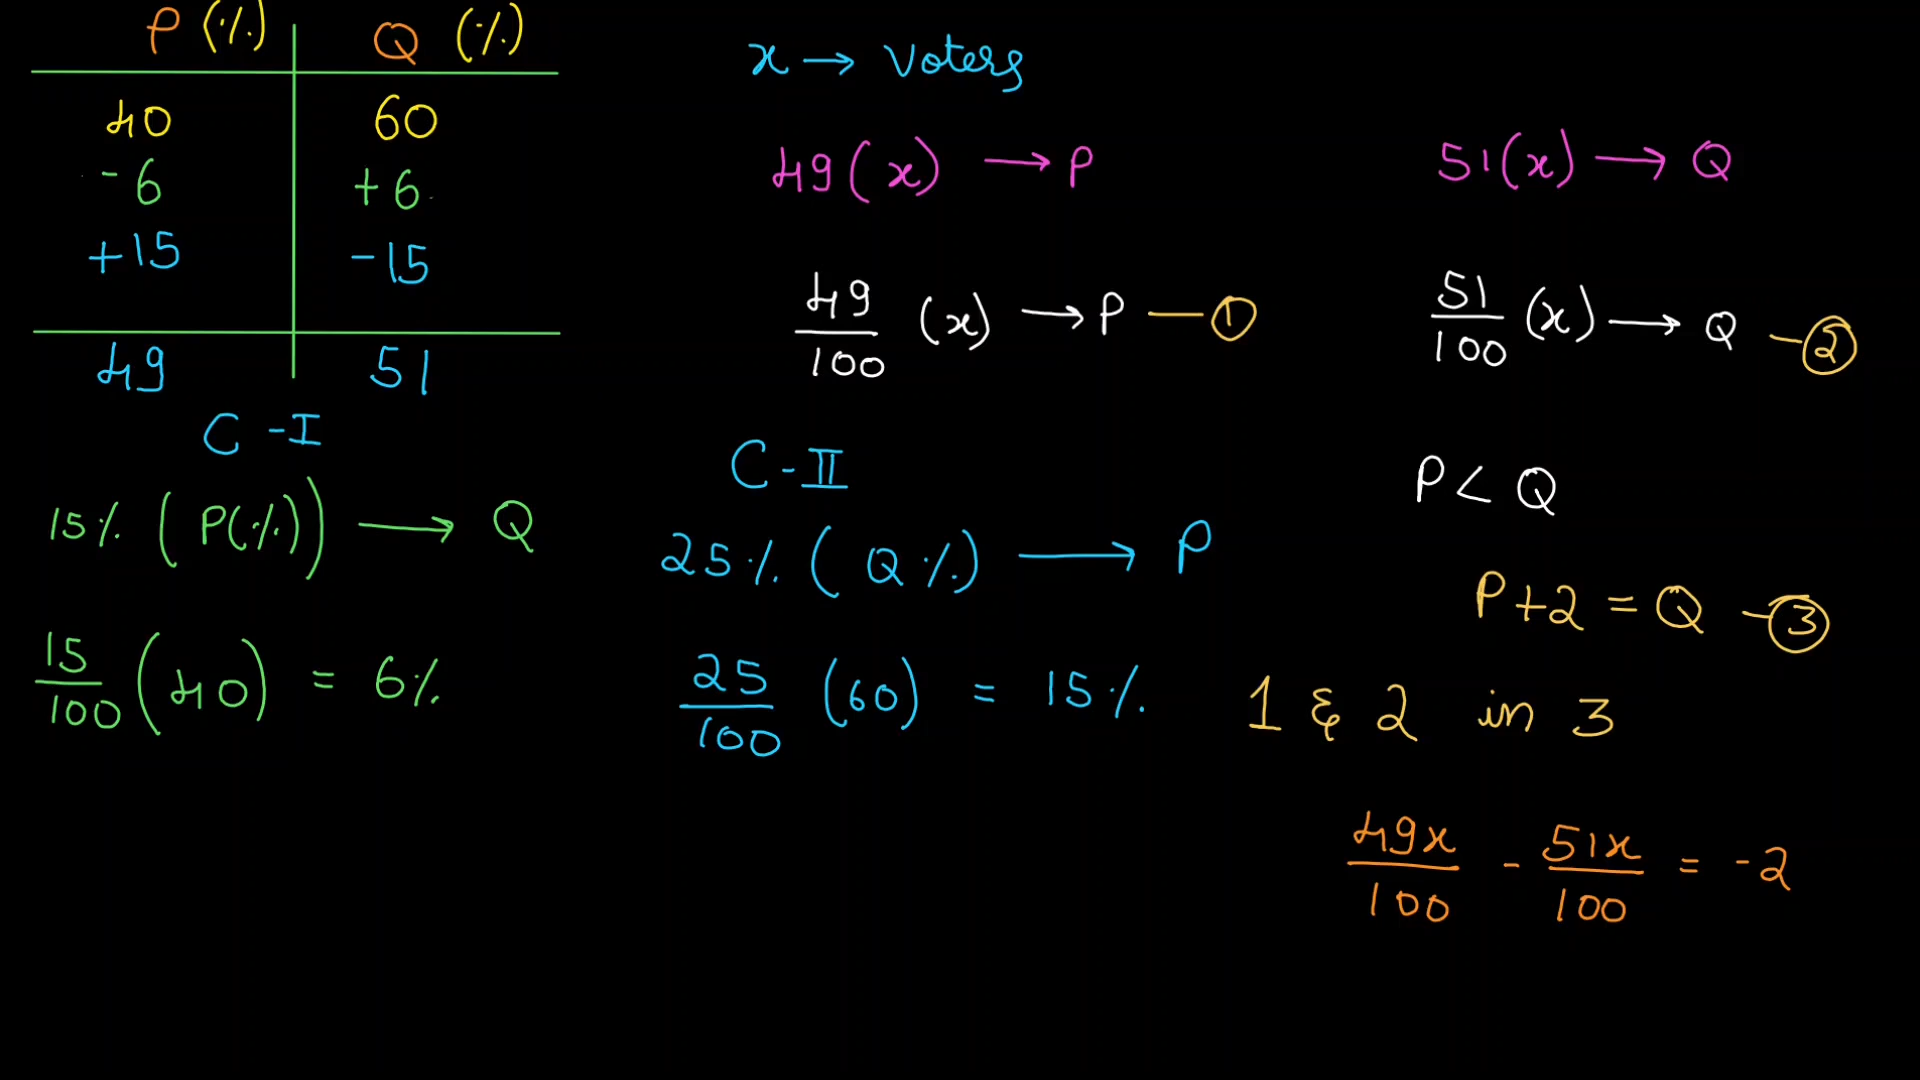 P (%) Q (%)
40 60
-6 +6
+15 -15
49 51
C - I
15% (P(%)) → Q
15/100 (40) = 6%
x → Voters
49(x) → P
49/100 (x) → P — ①
C - II
25% (Q%) → P
25/100 (60) = 15%
51(x) → Q
51/100 (x) → Q — ②
P < Q
P+2 = Q — ③
1 & 2 in 3
49x/100 - 51x/100 = -2